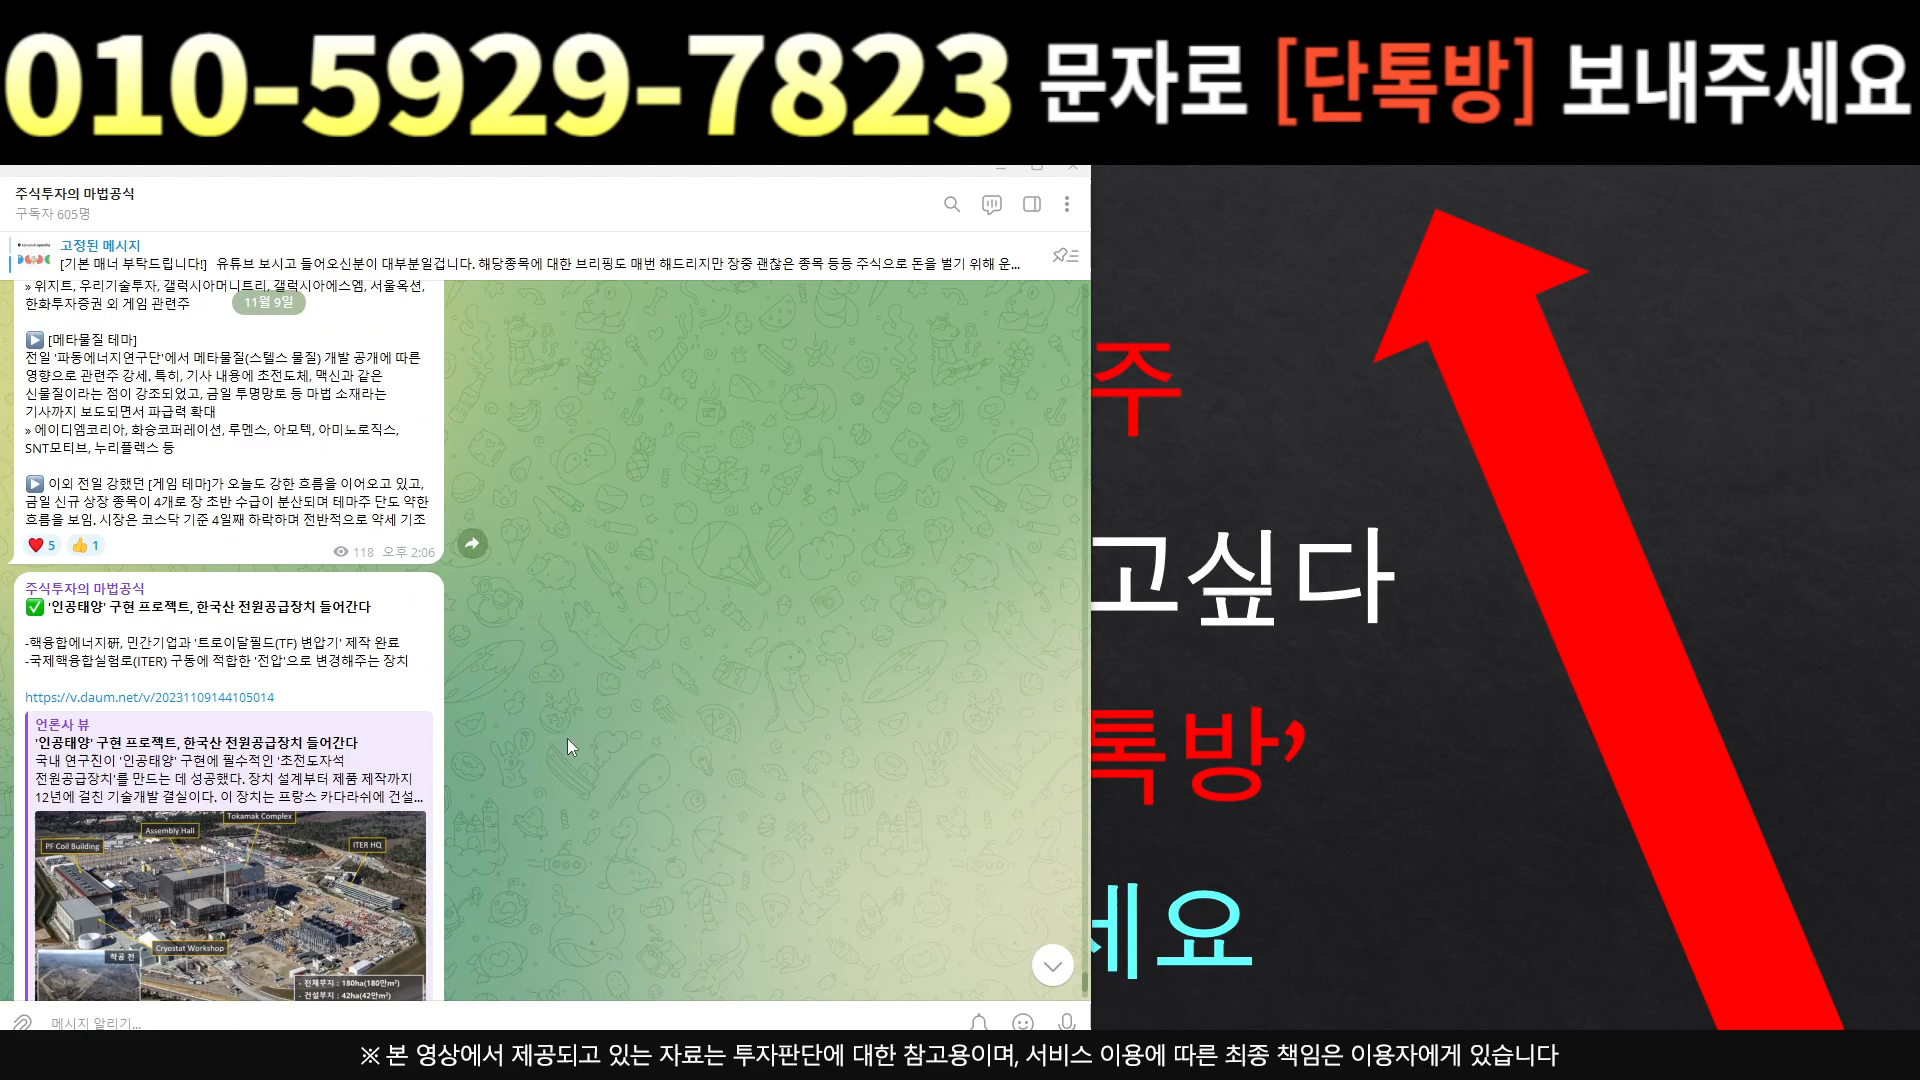 010-5929-7823 문자로 [단톡방] 보내주세요
주식투자의 마법공식
구독자 605명
고정된 메시지
[기본 매너 부탁드립니다!] 유튜브 보시고 들어오신분이 대부분일겁니다. 해당종목에 대한 브리핑도 매번 해드리지만 장중 괜찮은 종목 등등 주식으로 돈을 벌기 위해 운...
» 위지트, 우리기술투자, 갤럭시아머니트리, 갤럭시아에스엠, 서울옥션,
한화투자증권 외 게임 관련주
11월 9일
[메타물질 테마]
전일 '파동에너지연구단'에서 메타물질(스텔스 물질) 개발 공개에 따른
영향으로 관련주 강세. 특히, 기사 내용에 초전도체, 맥신과 같은
신물질이라는 점이 강조되었고, 금일 투명망토 등 마법 소재라는
기사까지 보도되면서 파급력 확대
» 에이디엠코리아, 화승코퍼레이션, 루멘스, 아모텍, 아미노로직스,
SNT모티브, 누리플렉스 등
이외 전일 강했던 [게임 테마]가 오늘도 강한 흐름을 이어오고 있고,
금일 신규 상장 종목이 4개로 장 초반 수급이 분산되며 테마주 단도 약한
흐름을 보임. 시장은 코스닥 기준 4일째 하락하며 전반적으로 약세 기조
5 1
118 오후 2:06
주식투자의 마법공식
'인공태양' 구현 프로젝트, 한국산 전원공급장치 들어간다
-핵융합에너지硏, 민간기업과 '트로이달필드(TF) 변압기' 제작 완료
-국제핵융합실험로(ITER) 구동에 적합한 '전압'으로 변경해주는 장치
https://v.daum.net/v/20231109144105014
언론사 뷰
'인공태양' 구현 프로젝트, 한국산 전원공급장치 들어간다
국내 연구진이 '인공태양' 구현에 필수적인 '초전도자석
전원공급장치'를 만드는 데 성공했다. 장치 설계부터 제품 제작까지
12년에 걸친 기술개발 결실이다. 이 장치는 프랑스 카다라쉬에 건설...
Tokamak Complex
Assembly Hall
PF Coil Building
ITER HQ
Cryostat Workshop
착공 전
- 전체부지 : 180ha(180만m²)
- 건설부지 : 42ha(42만m²)
메시지 알리기...
주
고싶다
톡방’
세요
※ 본 영상에서 제공되고 있는 자료는 투자판단에 대한 참고용이며, 서비스 이용에 따른 최종 책임은 이용자에게 있습니다